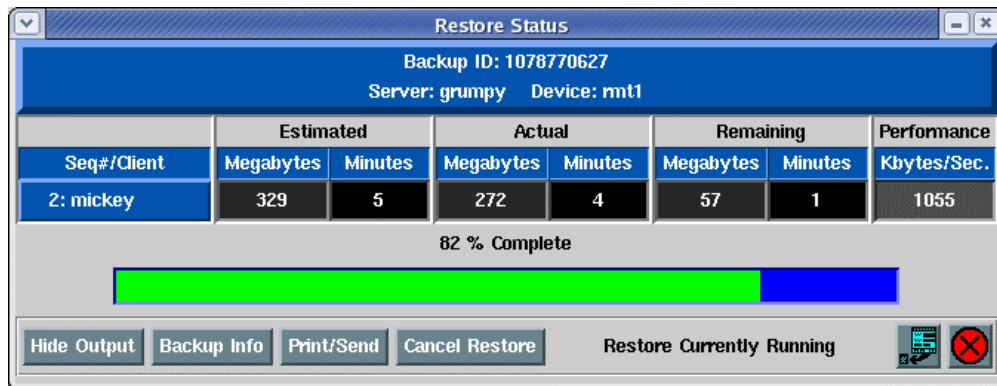 Restore Status
Backup ID: 1078770627
Server: grumpy Device: rmt1
Estimated Actual Remaining Performance
Seq#/Client Megabytes Minutes Megabytes Minutes Megabytes Minutes Kbytes/Sec.
2: mickey 329 5 272 4 57 1 1055
82 % Complete
Hide Output Backup Info Print/Send Cancel Restore Restore Currently Running